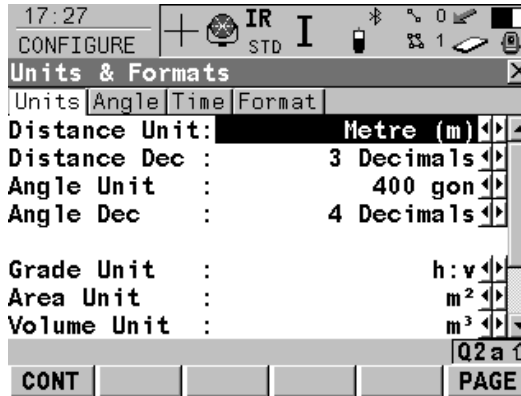 17:27
CONFIGURE
IR
STD
I
0
1
Units & Formats
Units Angle Time Format
Distance Unit: Metre (m)
Distance Dec : 3 Decimals
Angle Unit : 400 gon
Angle Dec : 4 Decimals
Grade Unit : h:v
Area Unit : m²
Volume Unit : m³
Q2a⇧
CONT PAGE